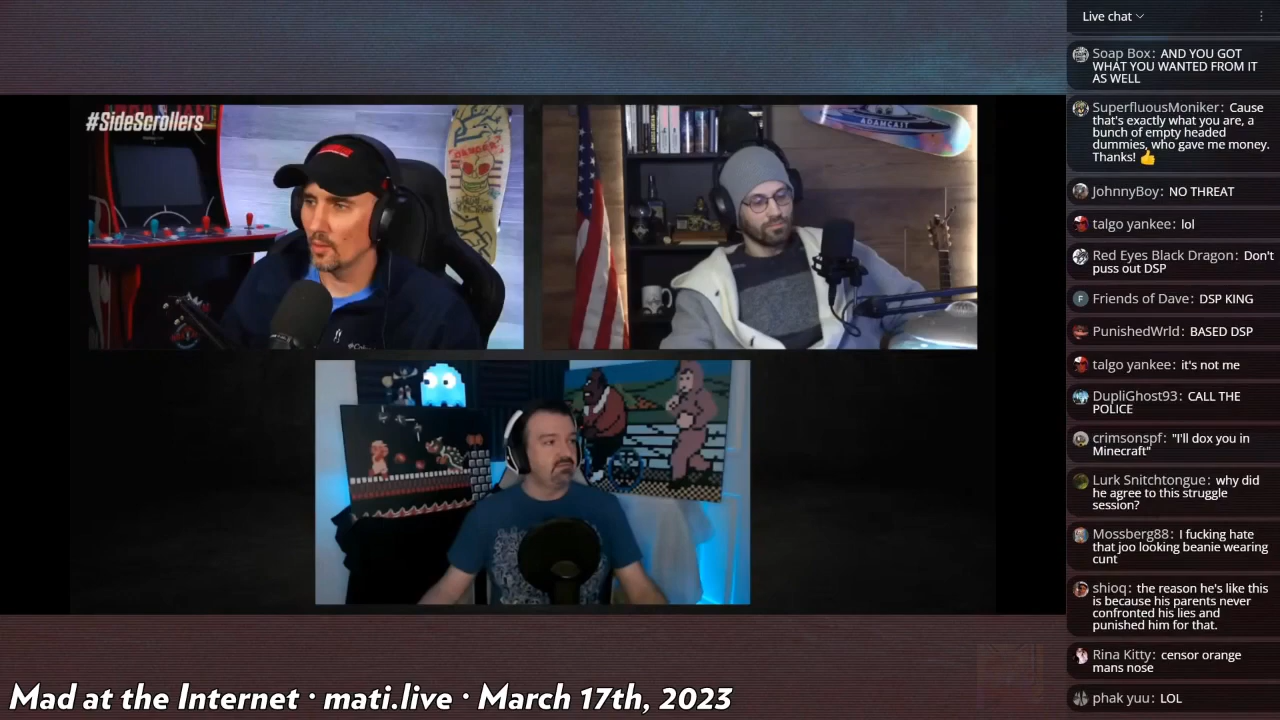 #SideScrollers
DANGER
ADAMCAIT
Live chat
Soap Box: AND YOU GOT
WHAT YOU WANTED FROM IT
AS WELL
SuperfluousMoniker: Cause
that's exactly what you are, a
bunch of empty headed
dummies, who gave me money.
Thanks! 👍
JohnnyBoy: NO THREAT
talgo yankee: lol
Red Eyes Black Dragon: Don't
puss out DSP
F
Friends of Dave: DSP KING
PunishedWrld: BASED DSP
talgo yankee: it's not me
DupliGhost93: CALL THE
POLICE
crimsonspf: "I'll dox you in
Minecraft"
Lurk Snitchtongue: why did
he agree to this struggle
session?
Mossberg88: I fucking hate
that joo looking beanie wearing
cunt
shioq: the reason he's like this
is because his parents never
confronted his lies and
punished him for that.
Rina Kitty: censor orange
mans nose
phak yuu: LOL
Mad at the Internet · mati.live · March 17th, 2023